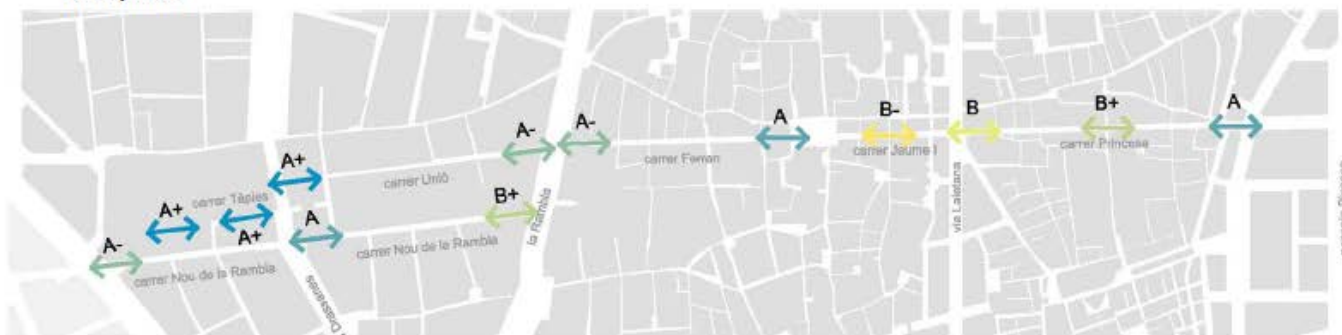 A-
A-
A
B-
B
B+
A
carrer Ferran
carrer Jaume I
carrer Princesa
A+
carrer Unió
B+
la Rambla
via Laietana
A+
carrer Tàpies
A+
A
A-
carrer Nou de la Rambla
carrer Nou de la Rambla
Drassanes